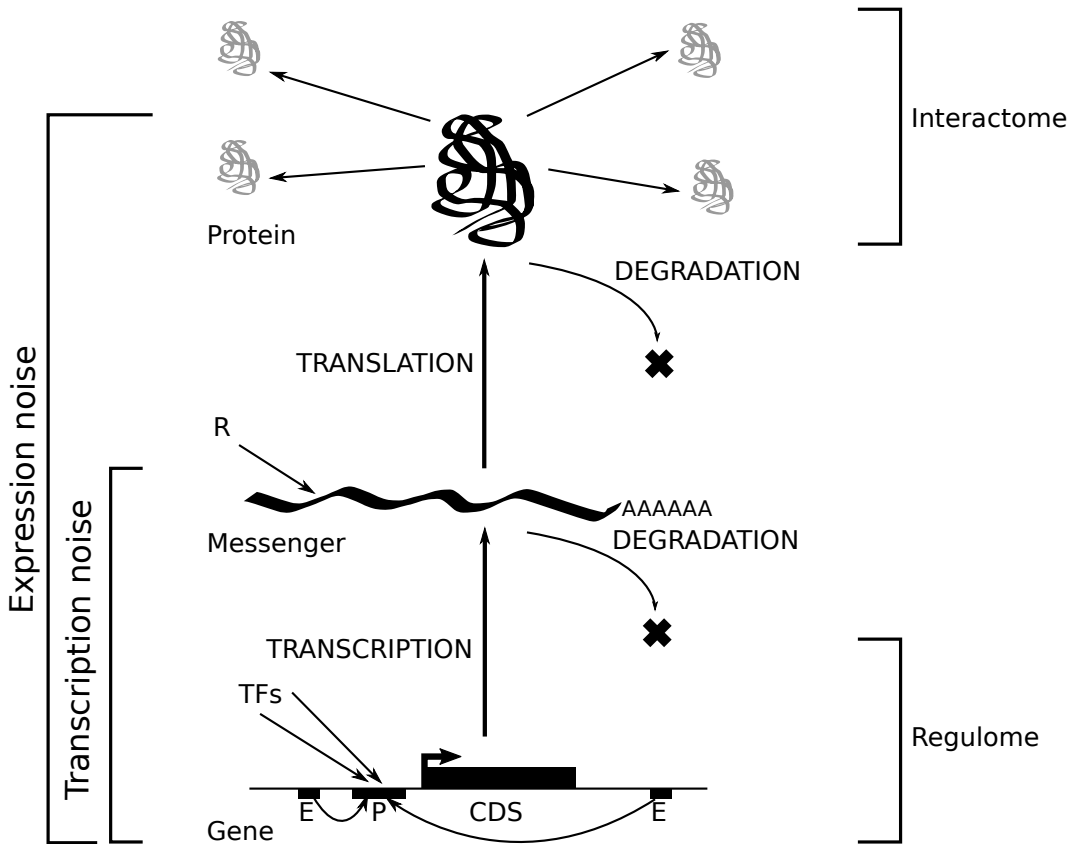 Interactome
Protein
DEGRADATION
TRANSLATION
Expression noise
R
AAAAAA
Messenger
DEGRADATION
Transcription noise
TRANSCRIPTION
TFs
Regulome
E
P
CDS
E
Gene